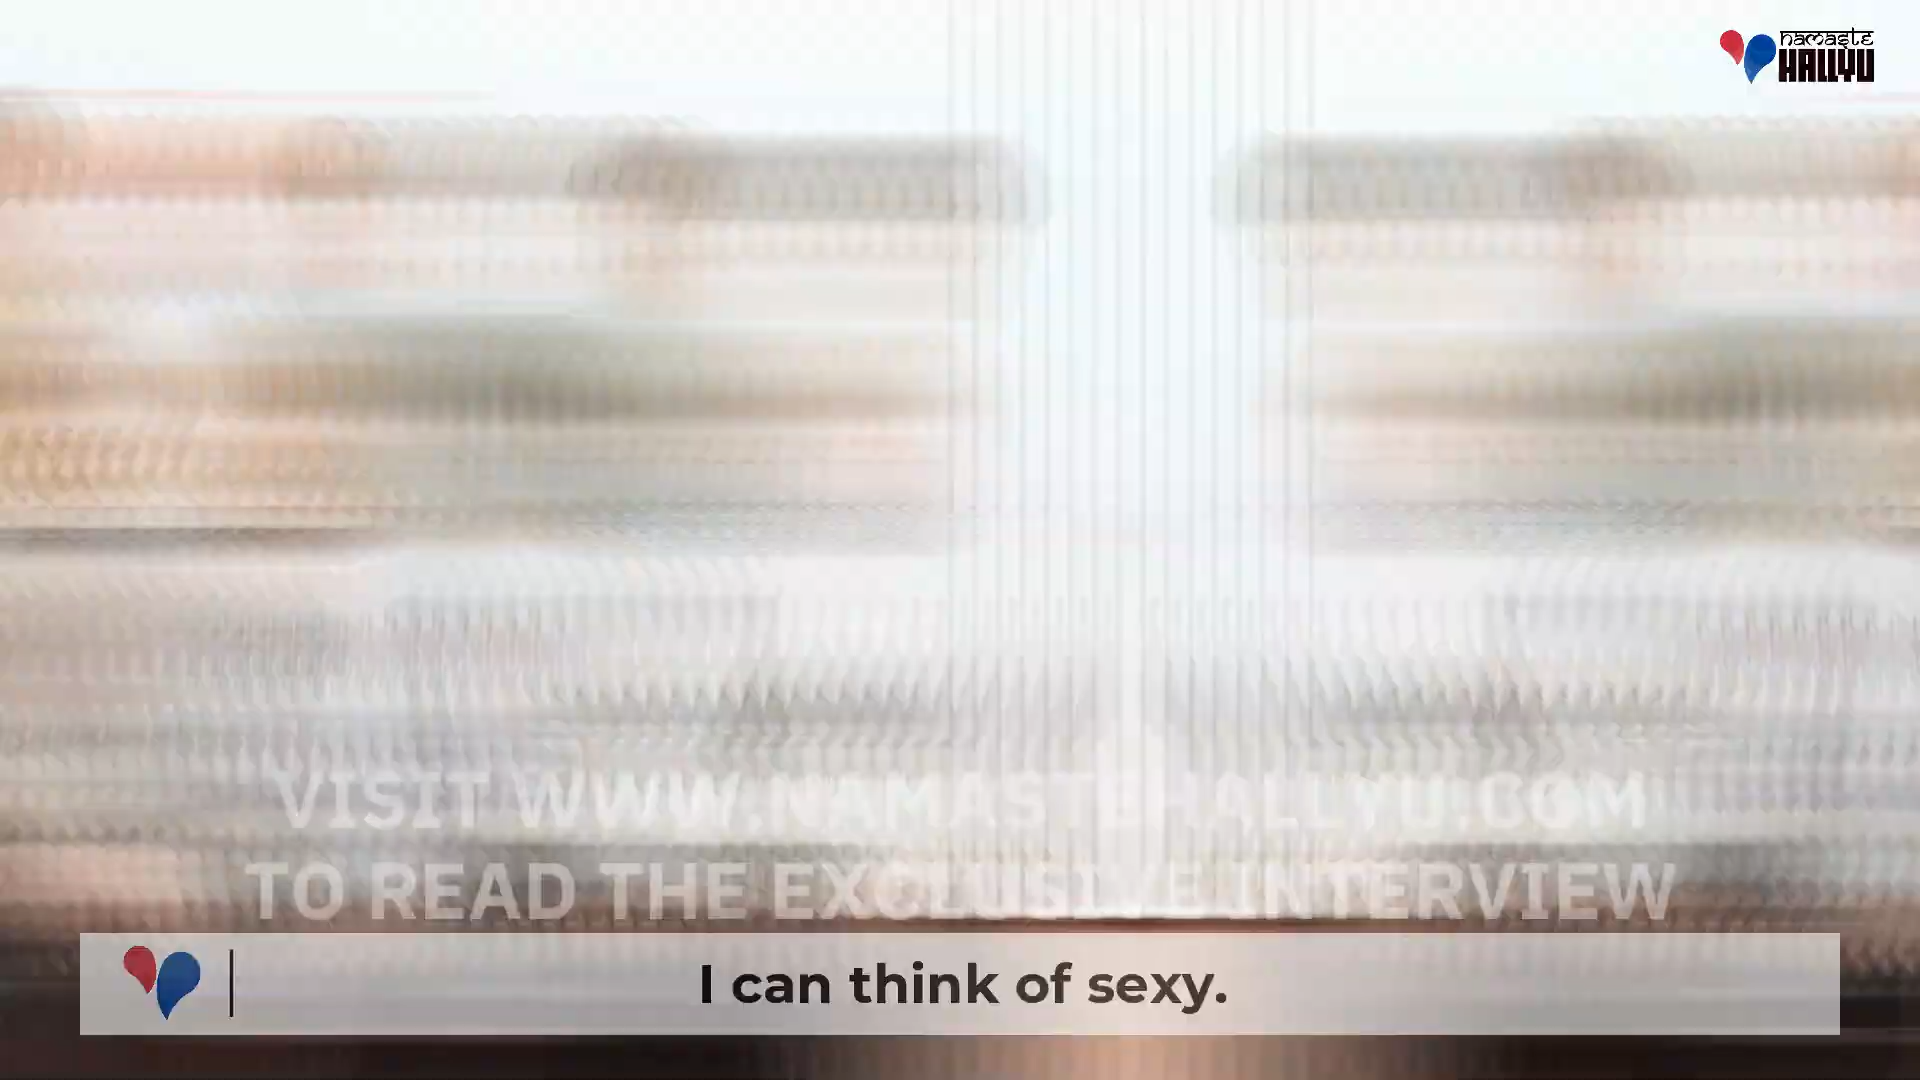 namaste
HALLYU
VISIT WWW.NAMASTEHALLYU.COM
TO READ THE EXCLUSIVE INTERVIEW
I can think of sexy.